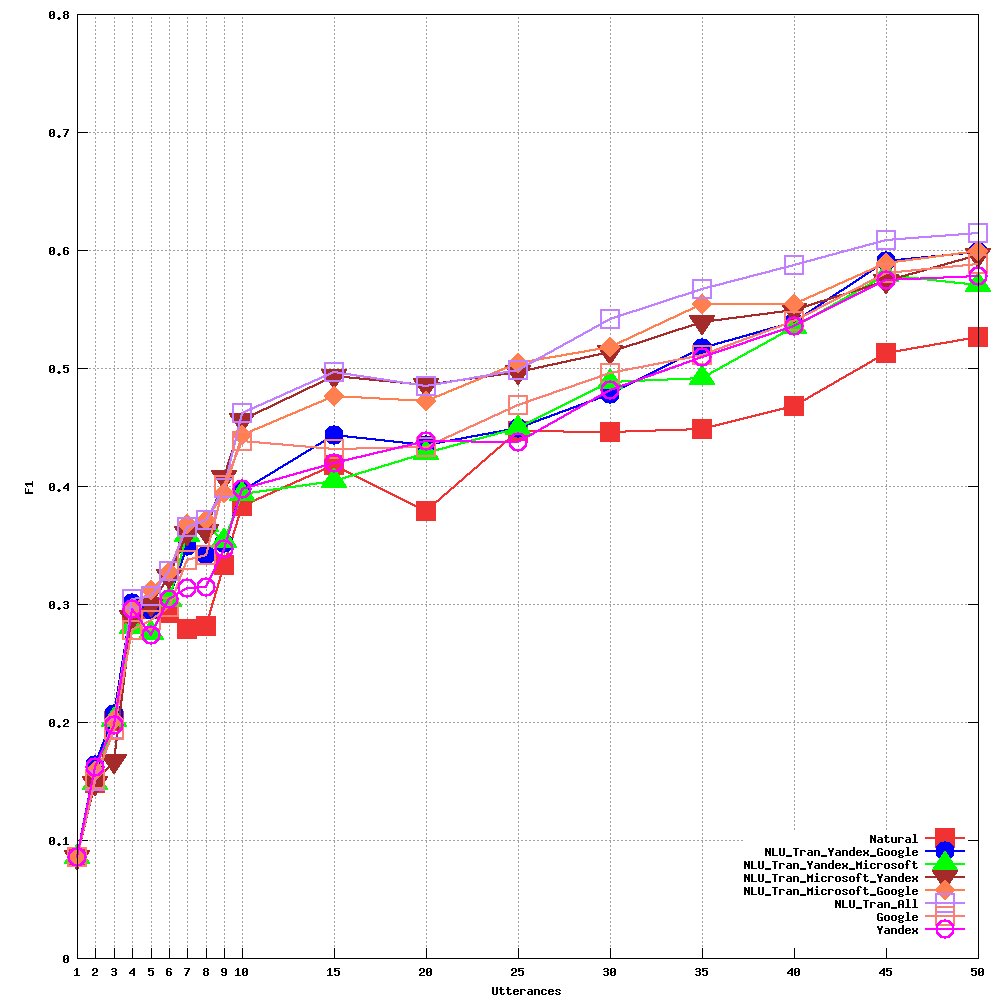 0.8
0.7
0.6
0.5
0.4
0.3
0.2
0.1
0
F1
1 2 3 4 5 6 7 8 9 10 15 20 25 30 35 40 45 50
Utterances
Natural
NLU_Tran_Yandex_Google
NLU_Tran_Yandex_Microsoft
NLU_Tran_Microsoft_Yandex
NLU_Tran_Microsoft_Google
NLU_Tran_All
Google
Yandex